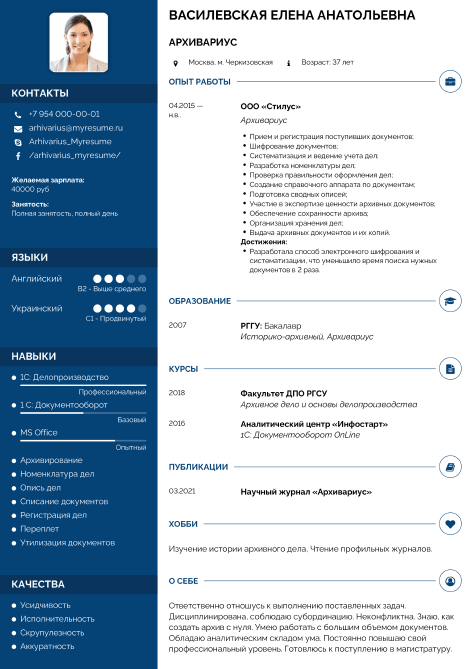 КОНТАКТЫ
+7 954 000-00-01
arhivarius@myresume.ru
Arhivarius_Myresume
/arhivarius_myresume/
Желаемая зарплата:
40000 руб
Занятость:
Полная занятость, полный день
ЯЗЫКИ
Английский
B2 - Выше среднего
Украинский
C1 - Продвинутый
НАВЫКИ
1C: Делопроизводство
Профессиональный
1 C: Документооборот
Базовый
MS Office
Опытный
Архивирование
Номенклатура дел
Опись дел
Списание документов
Регистрация дел
Переплет
Утилизация документов
КАЧЕСТВА
Усидчивость
Исполнительность
Скрупулезность
Аккуратность
ВАСИЛЕВСКАЯ ЕЛЕНА АНАТОЛЬЕВНА
АРХИВАРИУС
Москва, м. Черкизовская Возраст: 37 лет
ОПЫТ РАБОТЫ
04.2015 —
н.в.
ООО «Стилус»
Архивариус
Прием и регистрация поступивших документов;
Шифрование документов;
Систематизация и ведение учета дел;
Разработка номенклатуры дел;
Проверка правильности оформления дел;
Создание справочного аппарата по документам;
Подготовка сводных описей;
Участие в экспертизе ценности архивных документов;
Обеспечение сохранности архива;
Организация хранения дел;
Выдача архивных документов и их копий.
Достижения:
Разработала способ электронного шифрования и
систематизации, что уменьшило время поиска нужных
документов в 2 раза.
ОБРАЗОВАНИЕ
2007 РГГУ: Бакалавр
Историко-архивный, Архивариус
КУРСЫ
2018 Факультет ДПО РГСУ
Архивное дело и основы делопроизводства
2016 Аналитический центр «Инфостарт»
1С: Документооборот OnLine
ПУБЛИКАЦИИ
03.2021 Научный журнал «Архивариус»
ХОББИ
Изучение истории архивного дела. Чтение профильных журналов.
О СЕБЕ
Ответственно отношусь к выполнению поставленных задач.
Дисциплинирована, соблюдаю субординацию. Неконфликтна. Знаю, как
создать архив с нуля. Умею работать с большим объемом документов.
Обладаю аналитическим складом ума. Постоянно повышаю свой
профессиональный уровень. Готовлюсь к поступлению в магистратуру.